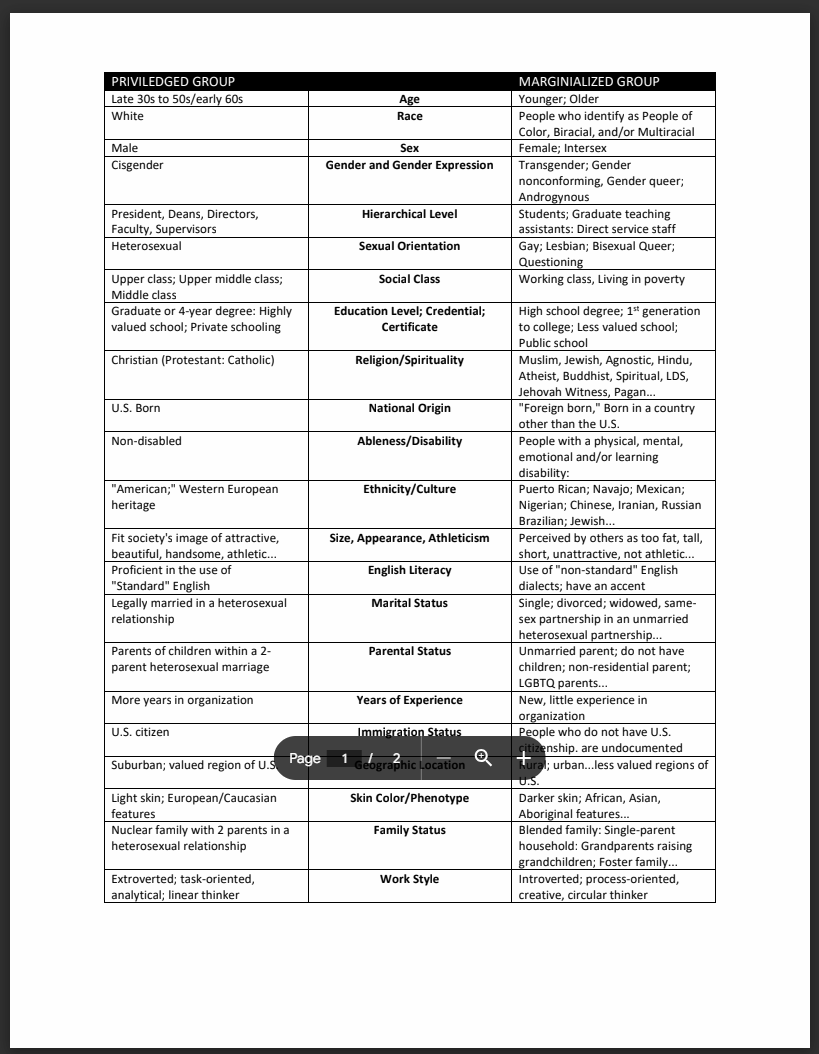 PRIVILEDGED GROUP MARGINIALIZED GROUP
Late 30s to 50s/early 60s Age Younger; Older
White Race People who identify as People of
Color, Biracial, and/or Multiracial
Male Sex Female; Intersex
Cisgender Gender and Gender Expression Transgender; Gender
nonconforming, Gender queer;
Androgynous
President, Deans, Directors, Hierarchical Level Students; Graduate teaching
Faculty, Supervisors assistants: Direct service staff
Heterosexual Sexual Orientation Gay; Lesbian; Bisexual Queer;
Questioning
Upper class; Upper middle class; Social Class Working class, Living in poverty
Middle class
Graduate or 4-year degree: Highly Education Level; Credential; High school degree; 1st generation
valued school; Private schooling Certificate to college; Less valued school;
Public school
Christian (Protestant: Catholic) Religion/Spirituality Muslim, Jewish, Agnostic, Hindu,
Atheist, Buddhist, Spiritual, LDS,
Jehovah Witness, Pagan...
U.S. Born National Origin "Foreign born," Born in a country
other than the U.S.
Non-disabled Ableness/Disability People with a physical, mental,
emotional and/or learning
disability:
"American;" Western European Ethnicity/Culture Puerto Rican; Navajo; Mexican;
heritage Nigerian; Chinese, Iranian, Russian
Brazilian; Jewish...
Fit society's image of attractive, Size, Appearance, Athleticism Perceived by others as too fat, tall,
beautiful, handsome, athletic... short, unattractive, not athletic...
Proficient in the use of English Literacy Use of "non-standard" English
"Standard" English dialects; have an accent
Legally married in a heterosexual Marital Status Single; divorced; widowed, same-
relationship sex partnership in an unmarried
heterosexual partnership...
Parents of children within a 2- Parental Status Unmarried parent; do not have
parent heterosexual marriage children; non-residential parent;
LGBTQ parents...
More years in organization Years of Experience New, little experience in
organization
U.S. citizen Immigration Status People who do not have U.S.
citizenship. are undocumented
Suburban; valued region of U.S. Geographic Location Rural; urban...less valued regions of
U.S.
Page 1 / 2
Light skin; European/Caucasian Skin Color/Phenotype Darker skin; African, Asian,
features Aboriginal features...
Nuclear family with 2 parents in a Family Status Blended family: Single-parent
heterosexual relationship household: Grandparents raising
grandchildren; Foster family...
Extroverted; task-oriented, Work Style Introverted; process-oriented,
analytical; linear thinker creative, circular thinker